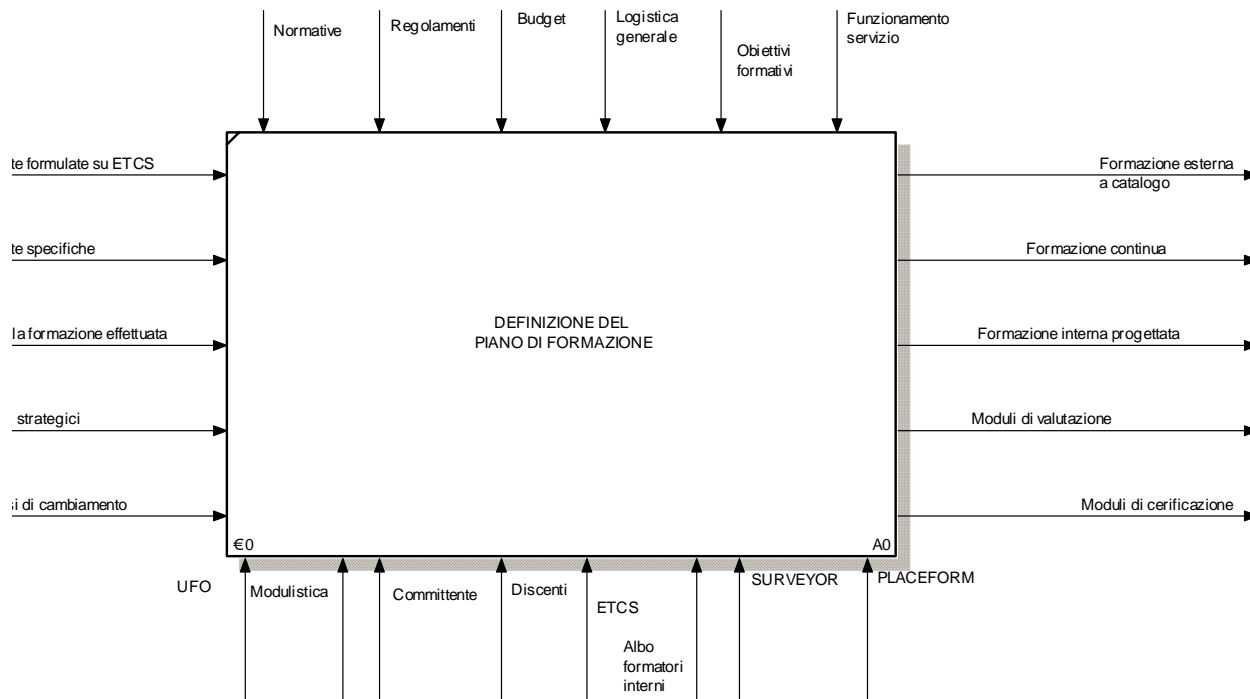 Normative
Regolamenti
Budget
Logistica
generale
Obiettivi
formativi
Funzionamento
servizio
te formulate su ETCS
te specifiche
la formazione effettuata
strategici
si di cambiamento
DEFINIZIONE DEL
PIANO DI FORMAZIONE
€0
A0
Formazione esterna
a catalogo
Formazione continua
Formazione interna progettata
Moduli di valutazione
Moduli di cerificazione
UFO
Modulistica
Committente
Discenti
ETCS
Albo
formatori
interni
SURVEYOR
PLACEFORM